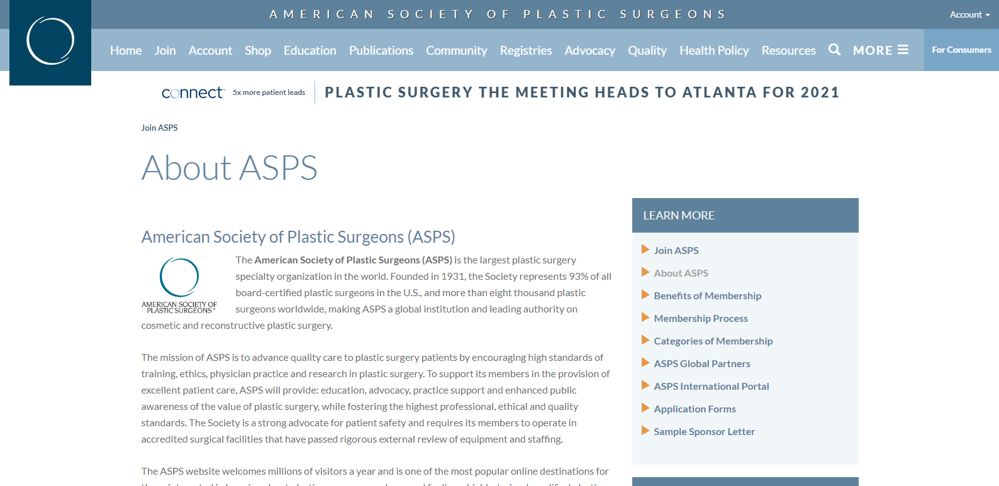 AMERICAN SOCIETY OF PLASTIC SURGEONS
Account
Home Join Account Shop Education Publications Community Registries Advocacy Quality Health Policy Resources MORE
For Consumers
connect 5x more patient leads
PLASTIC SURGERY THE MEETING HEADS TO ATLANTA FOR 2021
Join ASPS
About ASPS
American Society of Plastic Surgeons (ASPS)
AMERICAN SOCIETY OF
PLASTIC SURGEONS®
The American Society of Plastic Surgeons (ASPS) is the largest plastic surgery
specialty organization in the world. Founded in 1931, the Society represents 93% of all
board-certified plastic surgeons in the U.S., and more than eight thousand plastic
surgeons worldwide, making ASPS a global institution and leading authority on
cosmetic and reconstructive plastic surgery.
The mission of ASPS is to advance quality care to plastic surgery patients by encouraging high standards of
training, ethics, physician practice and research in plastic surgery. To support its members in the provision of
excellent patient care, ASPS will provide: education, advocacy, practice support and enhanced public
awareness of the value of plastic surgery, while fostering the highest professional, ethical and quality
standards. The Society is a strong advocate for patient safety and requires its members to operate in
accredited surgical facilities that have passed rigorous external review of equipment and staffing.
The ASPS website welcomes millions of visitors a year and is one of the most popular online destinations for
LEARN MORE
Join ASPS
About ASPS
Benefits of Membership
Membership Process
Categories of Membership
ASPS Global Partners
ASPS International Portal
Application Forms
Sample Sponsor Letter